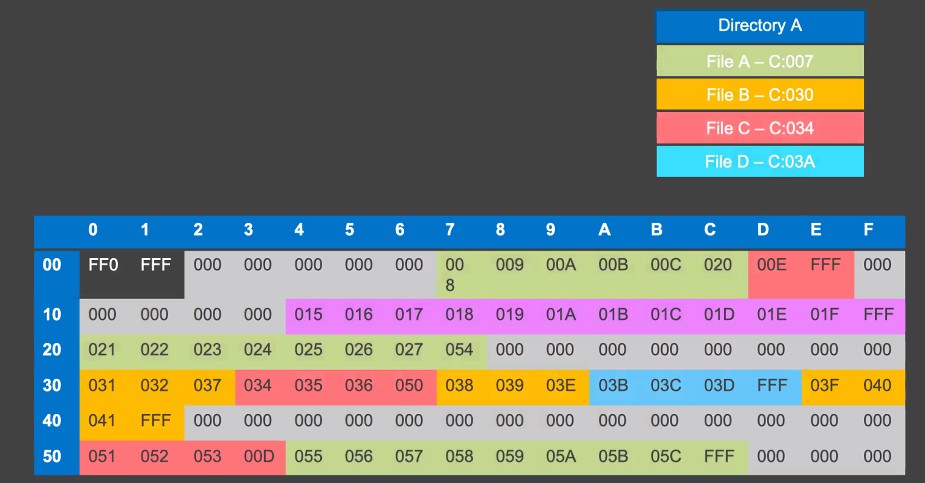 Directory A
File A – C:007
File B – C:030
File C – C:034
File D – C:03A
0 1 2 3 4 5 6 7 8 9 A B C D E F
00 FF0 FFF 000 000 000 000 000 00 009 00A 00B 00C 020 00E FFF 000
8
10 000 000 000 000 015 016 017 018 019 01A 01B 01C 01D 01E 01F FFF
20 021 022 023 024 025 026 027 054 000 000 000 000 000 000 000 000
30 031 032 037 034 035 036 050 038 039 03E 03B 03C 03D FFF 03F 040
40 041 FFF 000 000 000 000 000 000 000 000 000 000 000 000 000 000
50 051 052 053 00D 055 056 057 058 059 05A 05B 05C FFF 000 000 000